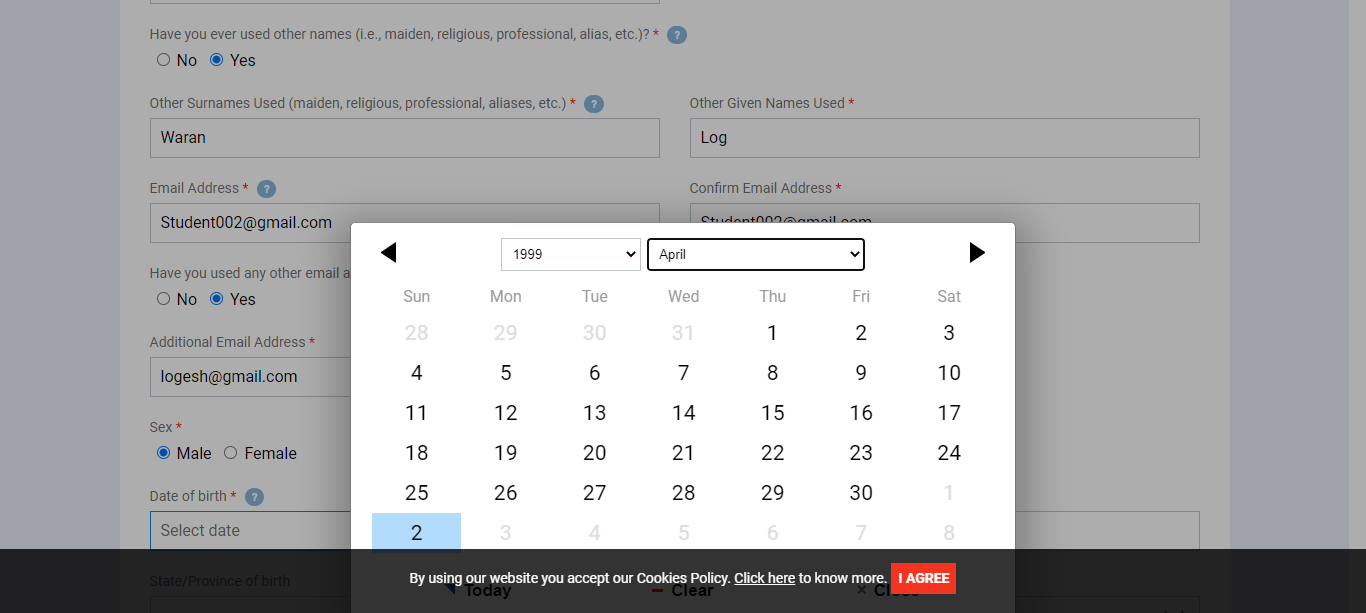 Have you ever used other names (i.e., maiden, religious, professional, alias, etc.)? * ?
No Yes
Other Surnames Used (maiden, religious, professional, aliases, etc.) * ? Other Given Names Used *
Waran Log
Email Address * ? Confirm Email Address *
Student002@gmail.com Student002@gmail.com
1999 April
Have you used any other email a
No Yes
Sun Mon Tue Wed Thu Fri Sat
28 29 30 31 1 2 3
Additional Email Address *
4 5 6 7 8 9 10
logesh@gmail.com
11 12 13 14 15 16 17
Sex *
Male Female
18 19 20 21 22 23 24
Date of birth * ?
25 26 27 28 29 30 1
Select date
2 3 4 5 6 7 8
State/Province of birth
By using our website you accept our Cookies Policy. Click here to know more. I AGREE
Today Clear × Close